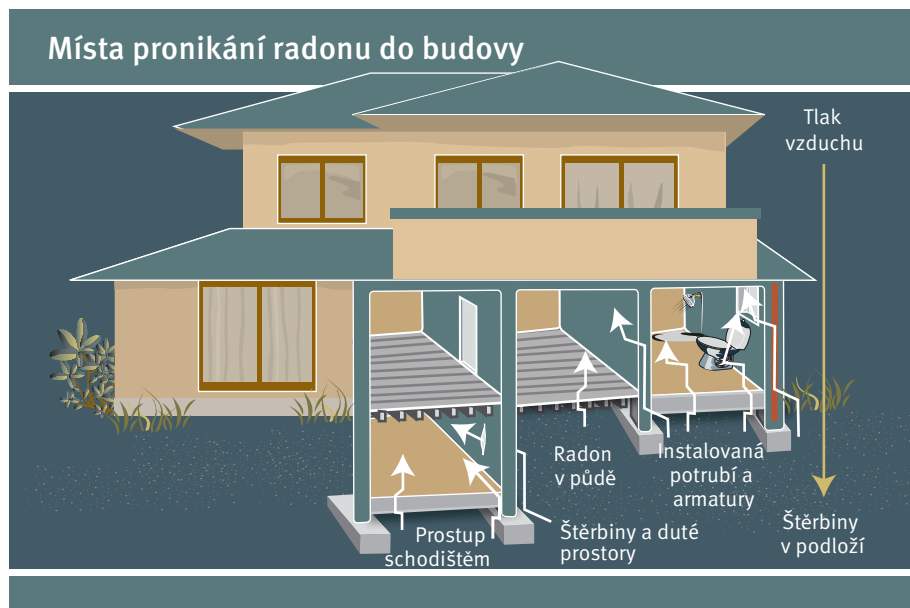 Místa pronikání radonu do budovy
Tlak
vzduchu
Radon
v půdě
Instalovaná
potrubí a
armatury
Prostup
schodištěm
Štěrbiny a duté
prostory
Štěrbiny
v podloží